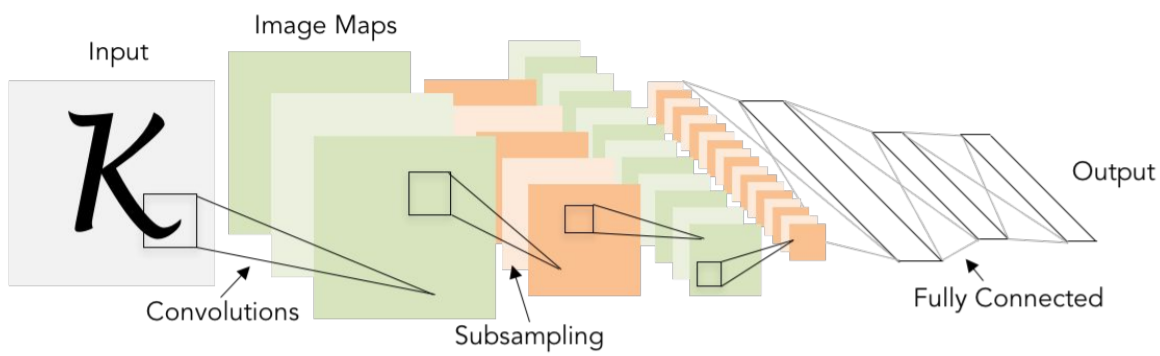 Input
K
Image Maps
Convolutions
Subsampling
Fully Connected
Output